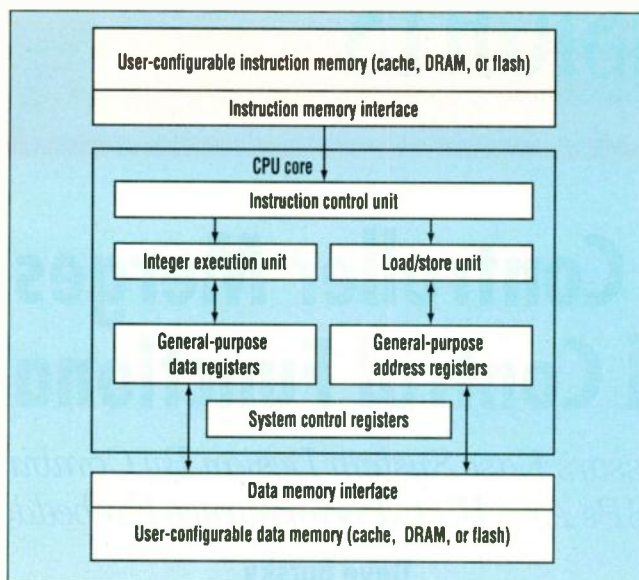 User-configurable instruction memory (cache, DRAM, or flash)
Instruction memory interface
CPU core
Instruction control unit
Integer execution unit
Load/store unit
General-purpose
data registers
General-purpose
address registers
System control registers
Data memory interface
User-configurable data memory (cache, DRAM, or flash)